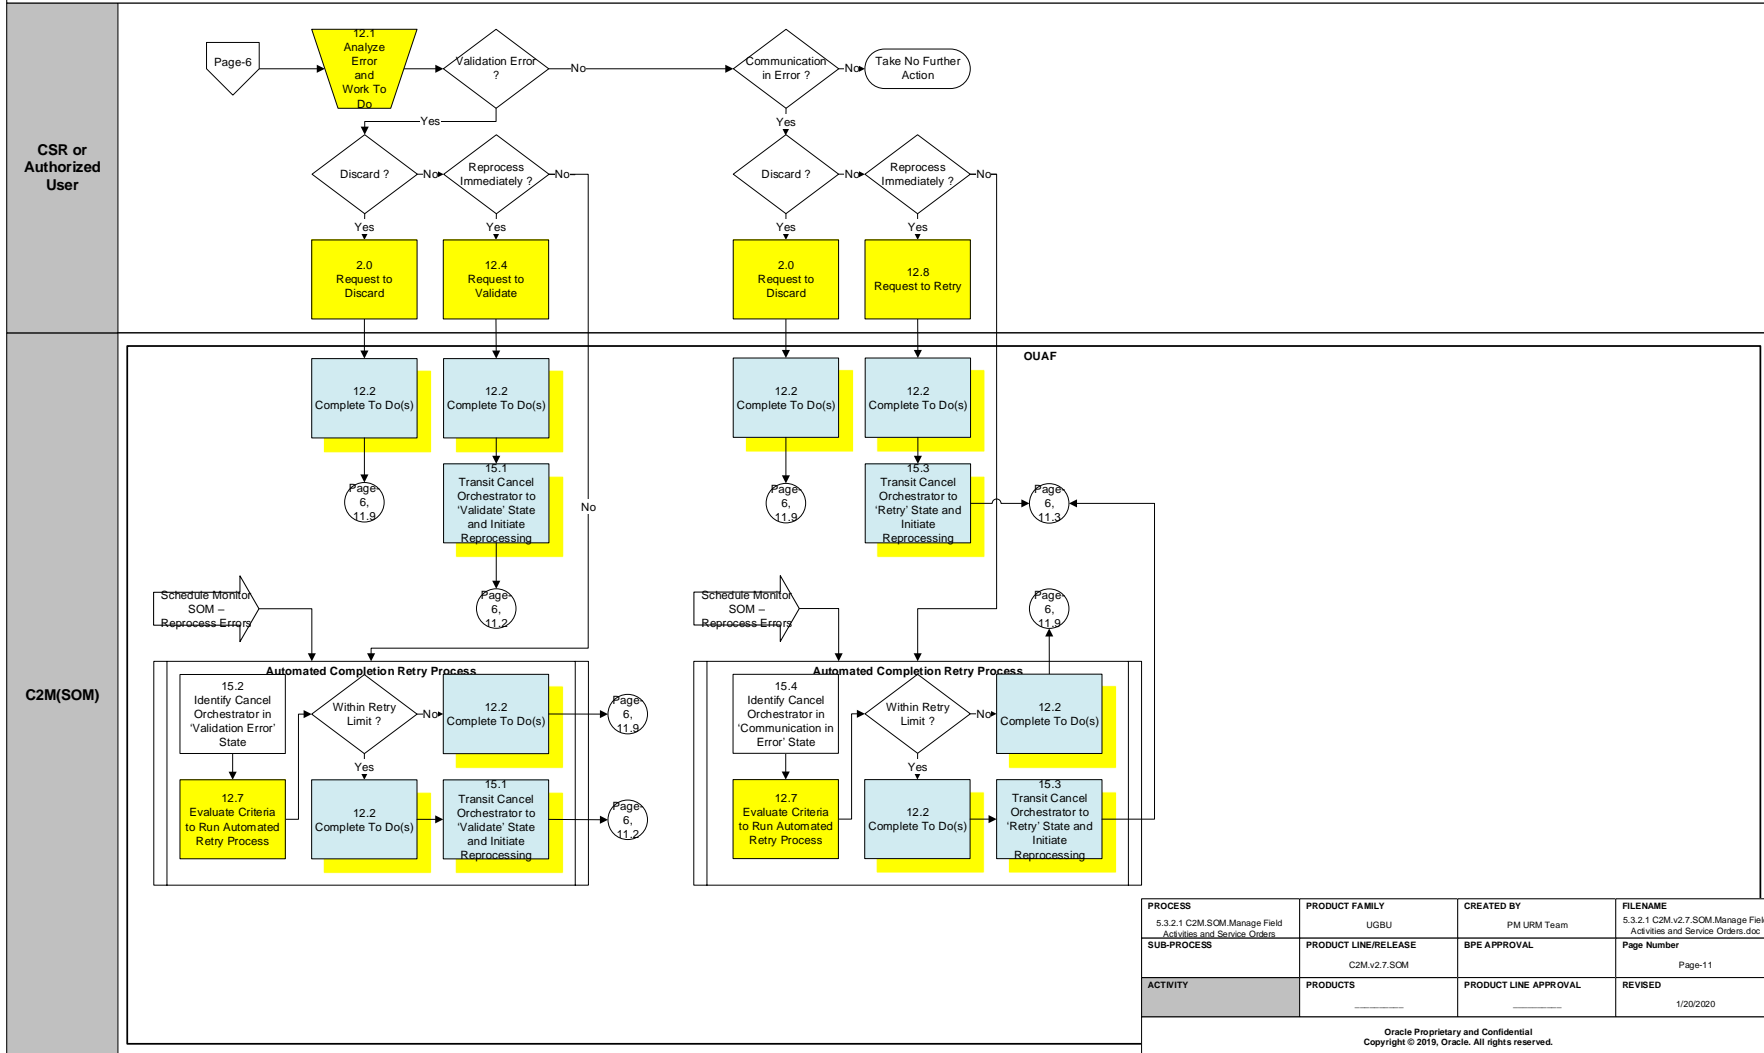 CSR or
Authorized
User
Page-6
12.1
Analyze
Error
and
Work To
Do
Validation Error
?
No
Communication
in Error ?
No
Take No Further
Action
Yes
Yes
Discard ?
No
Reprocess
Immediately ?
No
Discard ?
No
Reprocess
Immediately ?
No
Yes
Yes
Yes
Yes
2.0
Request to
Discard
12.4
Request to
Validate
2.0
Request to
Discard
12.8
Request to Retry
C2M(SOM)
OUAF
12.2
Complete To Do(s)
12.2
Complete To Do(s)
12.2
Complete To Do(s)
12.2
Complete To Do(s)
Page-
6,
11.9
15.1
Transit Cancel
Orchestrator to
‘Validate’ State
and Initiate
Reprocessing
No
Page-
6,
11.9
15.3
Transit Cancel
Orchestrator to
‘Retry’ State and
Initiate
Reprocessing
Page-
6,
11.3
Schedule Monitor
SOM –
Reprocess Errors
Page-
6,
11.2
Schedule Monitor
SOM –
Reprocess Errors
Page-
6,
11.9
Automated Completion Retry Process
15.2
Identify Cancel
Orchestrator in
‘Validation Error’
State
Within Retry
Limit ?
No
12.2
Complete To Do(s)
Page-
6,
11.9
Yes
12.7
Evaluate Criteria
to Run Automated
Retry Process
12.2
Complete To Do(s)
15.1
Transit Cancel
Orchestrator to
‘Validate’ State
and Initiate
Reprocessing
Page-
6,
11.2
Automated Completion Retry Process
15.4
Identify Cancel
Orchestrator in
‘Communication in
Error’ State
Within Retry
Limit ?
No
12.2
Complete To Do(s)
Yes
12.7
Evaluate Criteria
to Run Automated
Retry Process
12.2
Complete To Do(s)
15.3
Transit Cancel
Orchestrator to
‘Retry’ State and
Initiate
Reprocessing
PROCESS
5.3.2.1 C2M.SOM.Manage Field
Activities and Service Orders
PRODUCT FAMILY
UGBU
CREATED BY
PM URM Team
FILENAME
5.3.2.1 C2M.v2.7.SOM.Manage Fiel
Activities and Service Orders.doc
SUB-PROCESS
PRODUCT LINE/RELEASE
C2M.v2.7.SOM
BPE APPROVAL
Page Number
Page-11
ACTIVITY
PRODUCTS
PRODUCT LINE APPROVAL
REVISED
1/20/2020
Oracle Proprietary and Confidential
Copyright © 2019, Oracle. All rights reserved.